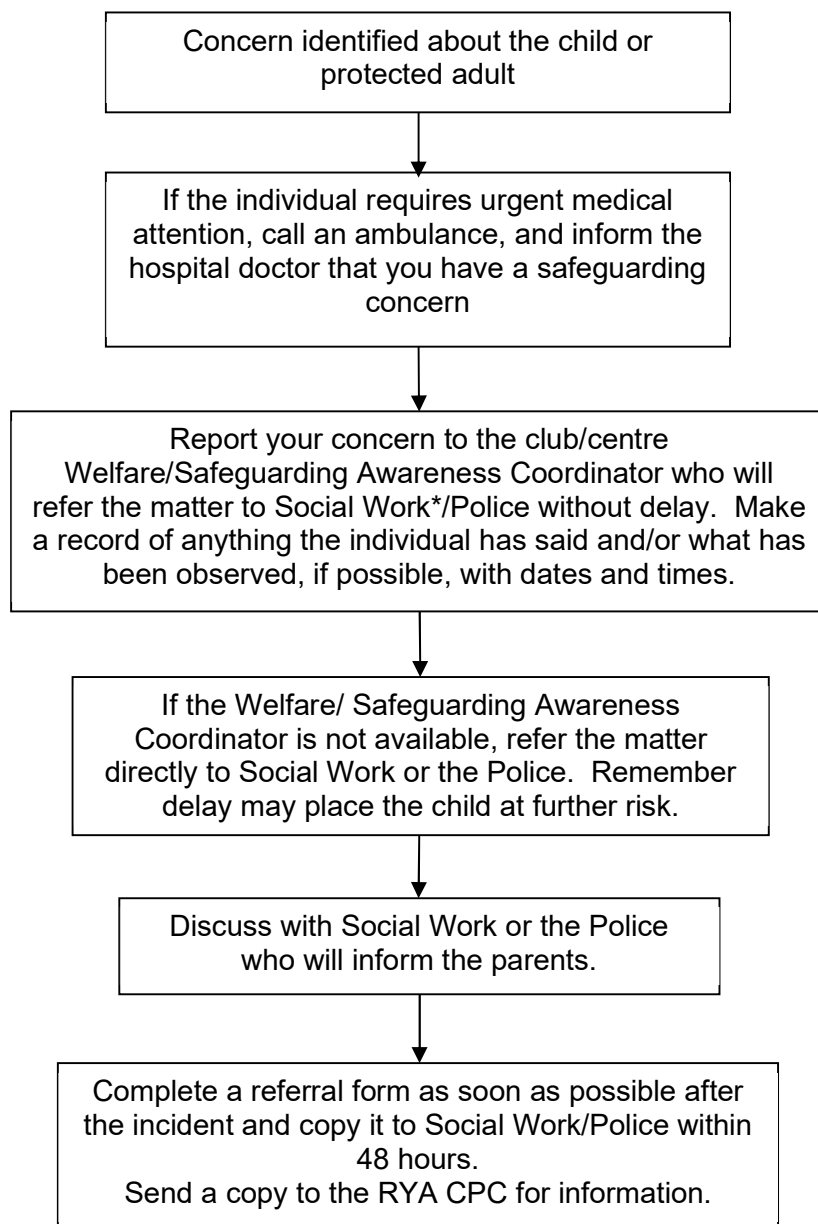 Concern identified about the child or
protected adult
If the individual requires urgent medical
attention, call an ambulance, and inform the
hospital doctor that you have a safeguarding
concern
Report your concern to the club/centre
Welfare/Safeguarding Awareness Coordinator who will
refer the matter to Social Work*/Police without delay.  Make
a record of anything the individual has said and/or what has
been observed, if possible, with dates and times.
If the Welfare/ Safeguarding Awareness
Coordinator is not available, refer the matter
directly to Social Work or the Police.  Remember
delay may place the child at further risk.
Discuss with Social Work or the Police
who will inform the parents.
Complete a referral form as soon as possible after
the incident and copy it to Social Work/Police within
48 hours.
Send a copy to the RYA CPC for information.